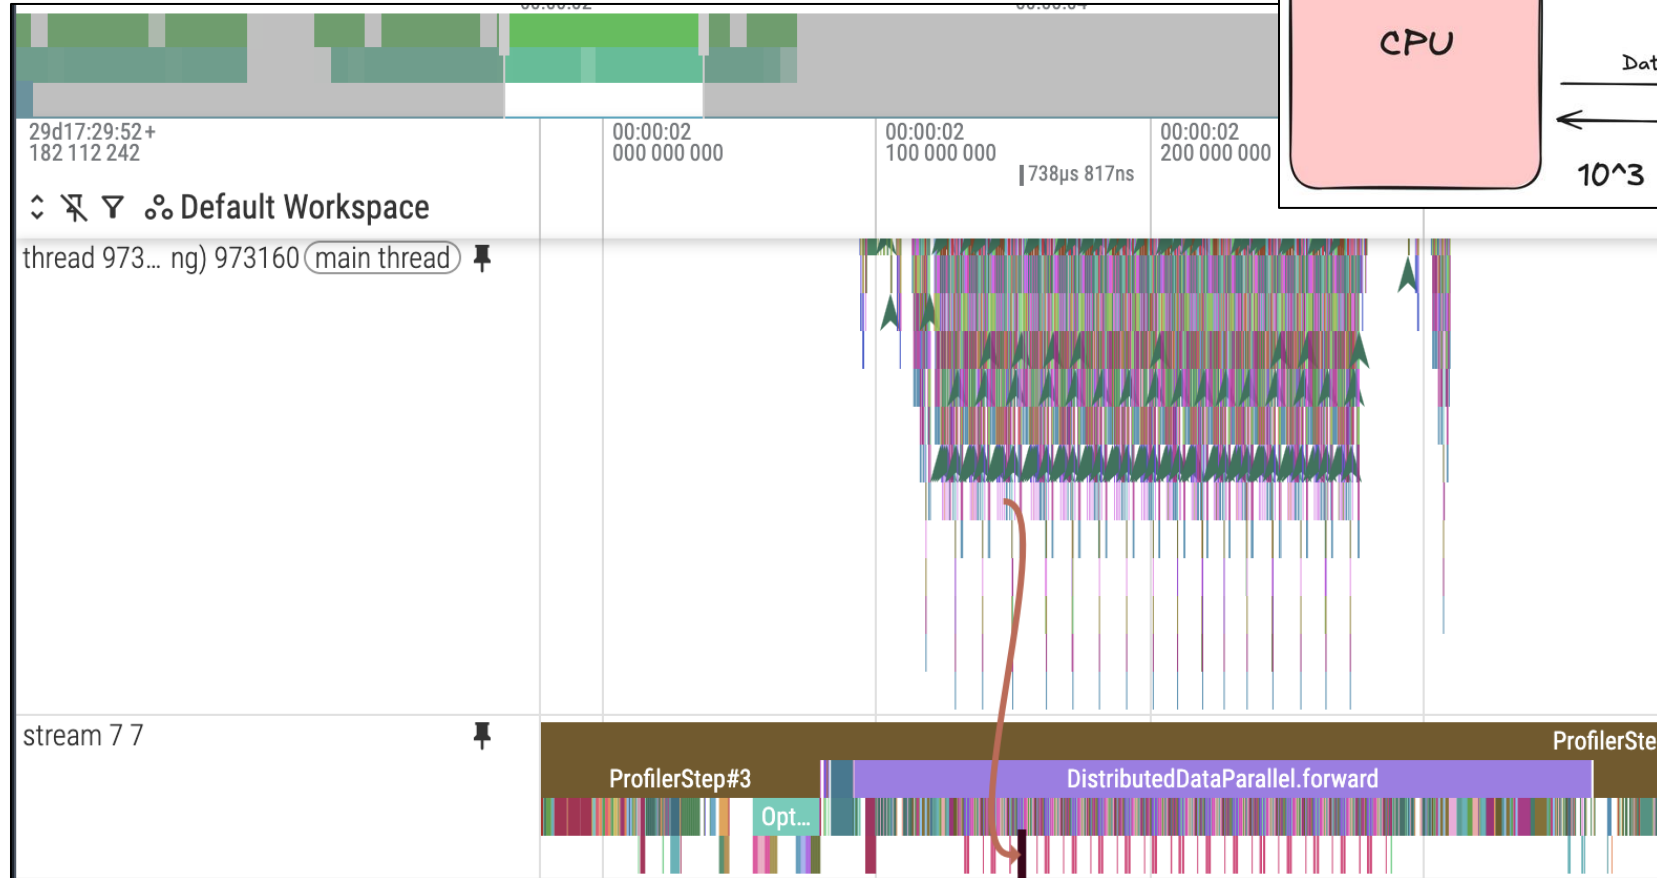 CPU
29d17:29:52+
182 112 242
00:00:02
000 000 000
00:00:02
100 000 000
00:00:02
200 000 000
738µs 817ns
10^3
Default Workspace
thread 973... ng) 973160 main thread
stream 7 7
ProfilerSte
ProfilerStep#3
DistributedDataParallel.forward
Opt...